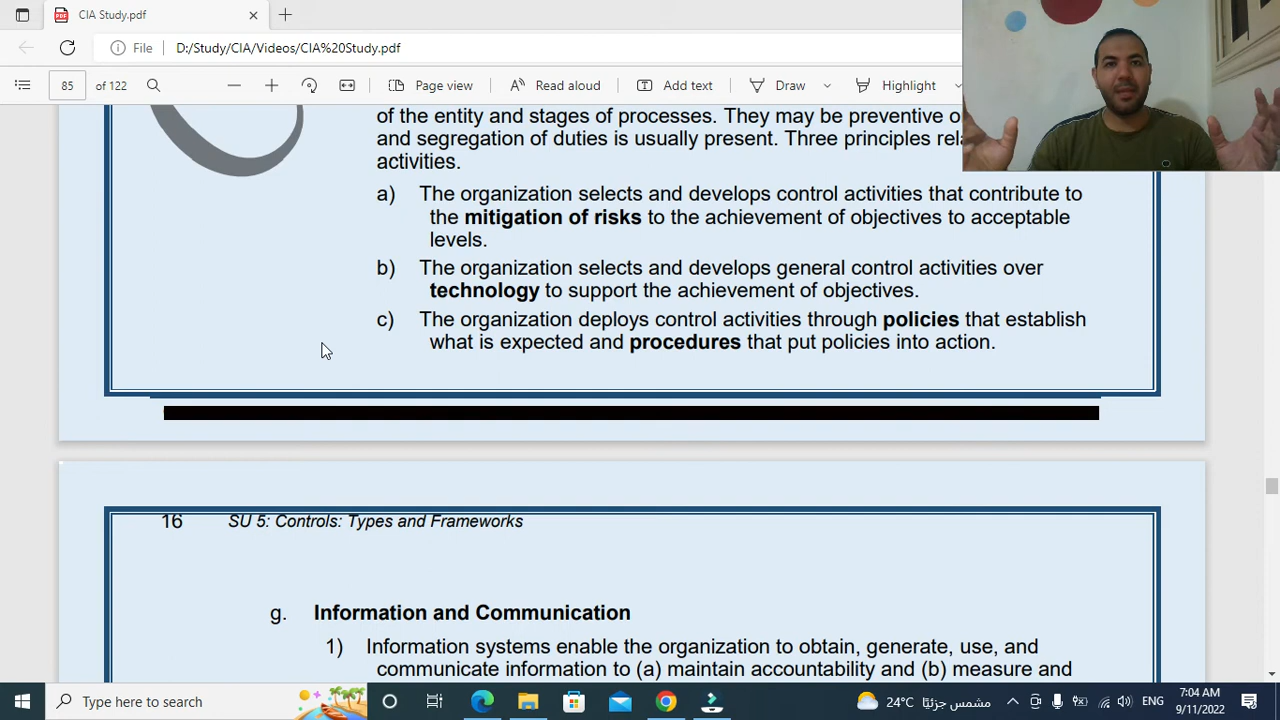 CIA Study.pdf
File
D:/Study/CIA/Videos/CIA%20Study.pdf
85
of 122
Page view
Read aloud
Add text
Draw
Highlight
of the entity and stages of processes. They may be preventive
and segregation of duties is usually present. Three principles
activities.
a) The organization selects and develops control activities that contribute to
the mitigation of risks to the achievement of objectives to acceptable
levels.
b) The organization selects and develops general control activities over
technology to support the achievement of objectives.
c) The organization deploys control activities through policies that establish
what is expected and procedures that put policies into action.
16 SU 5: Controls: Types and Frameworks
g. Information and Communication
1) Information systems enable the organization to obtain, generate, use, and
communicate information to (a) maintain accountability and (b) measure and
Type here to search
24°C مشمس جزئيًا
ENG
7:04 AM
9/11/2022